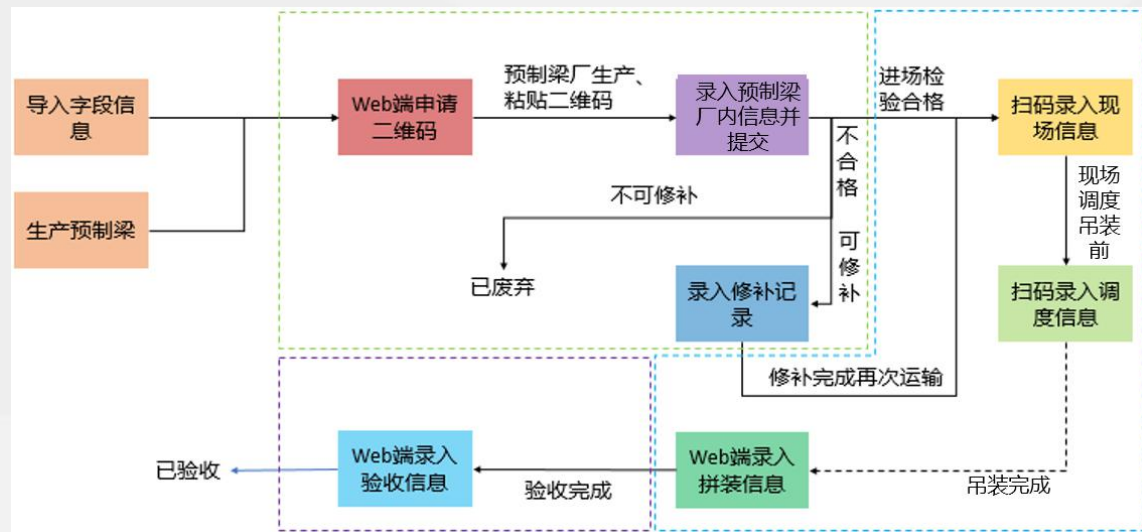 导入字段信
息
生产预制梁
Web端申请
二维码
预制梁厂生产、
粘贴二维码
录入预制梁
厂内信息并
提交
进场检
验合格
扫码录入现
场信息
不
合
格
不可修补
可
修
补
已废弃
录入修补记
录
现场
调度
吊装
前
扫码录入调
度信息
修补完成再次运输
已验收
Web端录入
验收信息
验收完成
Web端录入
拼装信息
吊装完成